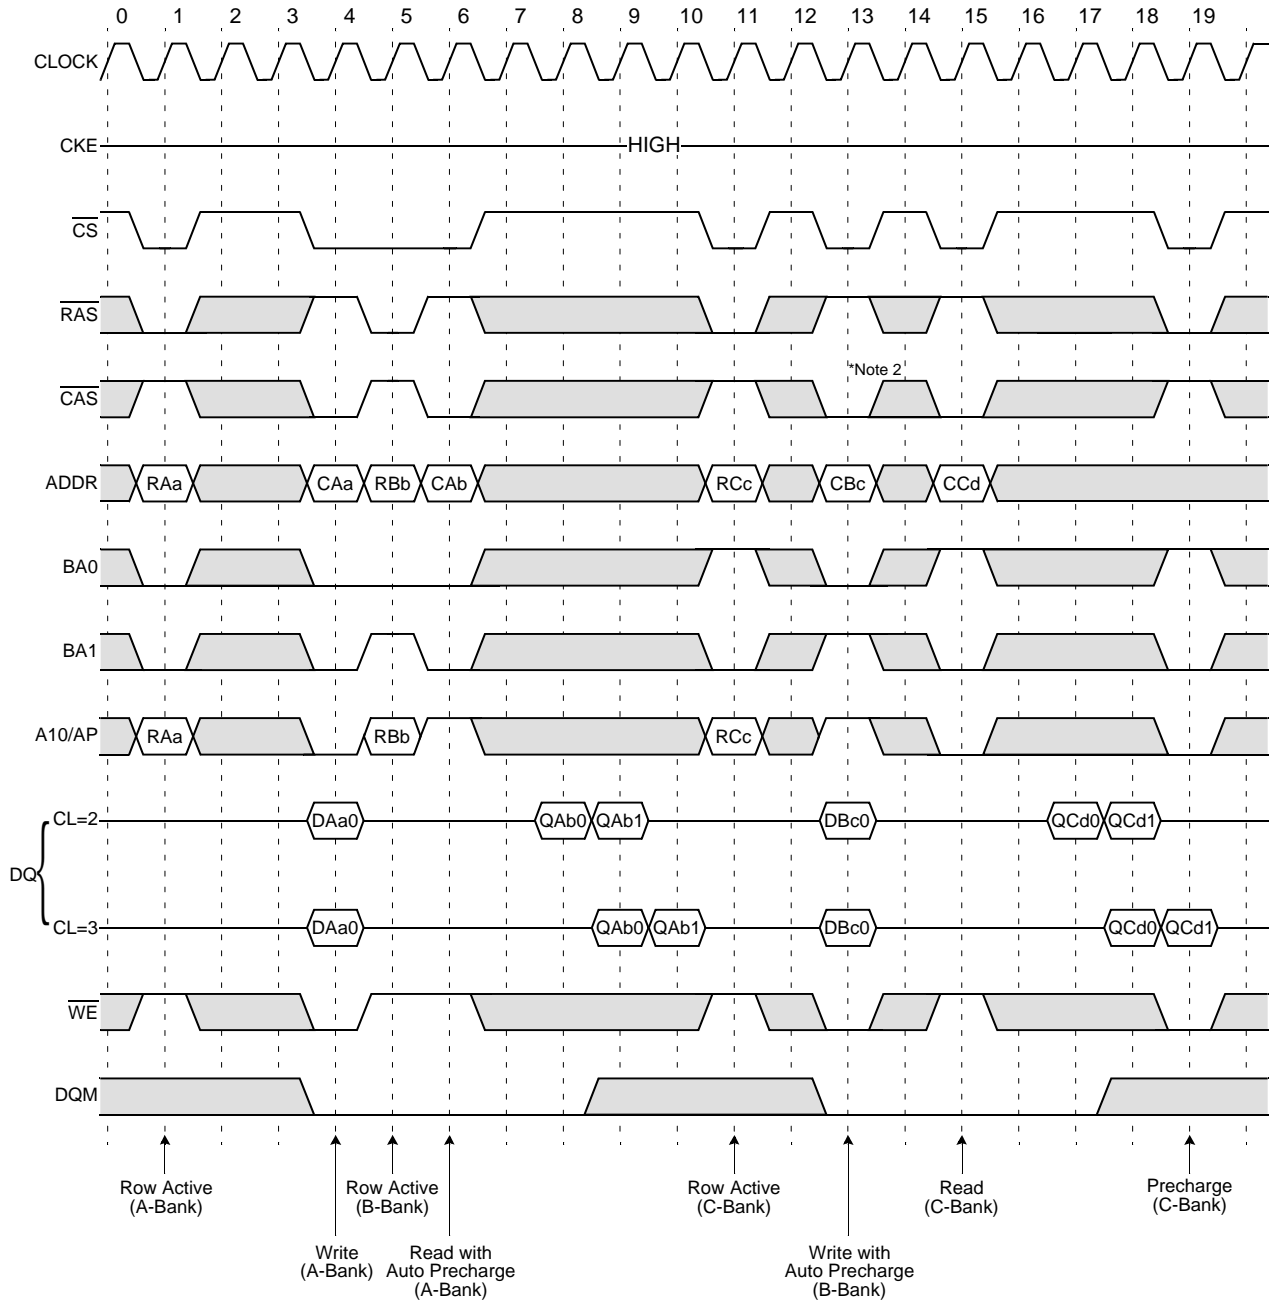 0 1 2 3 4 5 6 7 8 9 10 11 12 13 14 15 16 17 18 19
CLOCK
CKE HIGH
CS
RAS
*Note 2
CAS
ADDR RAa CAa RBb CAb RCc CBc CCd
BA0
BA1
A10/AP RAa RBb RCc
CL=2 DAa0 QAb0 QAb1 DBc0 QCd0 QCd1
DQ
CL=3 DAa0 QAb0 QAb1 DBc0 QCd0 QCd1
WE
DQM
Row Active
(A-Bank)
Row Active
(B-Bank)
Row Active
(C-Bank)
Read
(C-Bank)
Precharge
(C-Bank)
Write
(A-Bank)
Read with
Auto Precharge
(A-Bank)
Write with
Auto Precharge
(B-Bank)